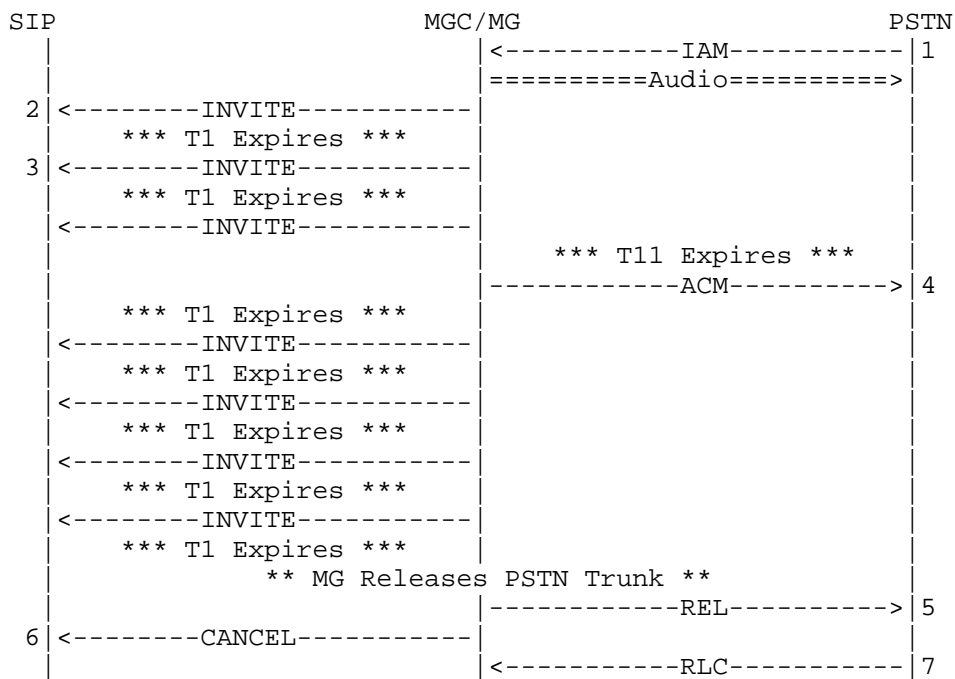 SIP                       MGC/MG                          PSTN
  |                          |<-----------IAM-----------|1
  |                          |==========Audio==========>|
 2|<--------INVITE-----------|                          |
  |    *** T1 Expires ***    |                          |
 3|<--------INVITE-----------|                          |
  |    *** T1 Expires ***    |                          |
  |<--------INVITE-----------|                          |
  |                          |    *** T11 Expires ***   |
  |                          |------------ACM---------->|4
  |    *** T1 Expires ***    |                          |
  |<--------INVITE-----------|                          |
  |    *** T1 Expires ***    |                          |
  |<--------INVITE-----------|                          |
  |    *** T1 Expires ***    |                          |
  |<--------INVITE-----------|                          |
  |    *** T1 Expires ***    |                          |
  |<--------INVITE-----------|                          |
  |    *** T1 Expires ***    |                          |
  |             ** MG Releases PSTN Trunk **            |
  |                          |------------REL---------->|5
 6|<--------CANCEL-----------|                          |
  |                          |<-----------RLC-----------|7